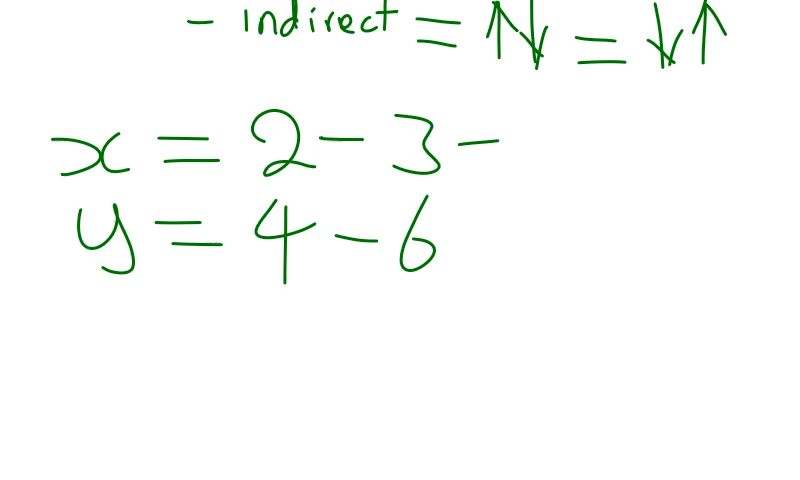 - indirect = ↑↓ = ↓↑
x = 2 - 3 -
y = 4 - 6